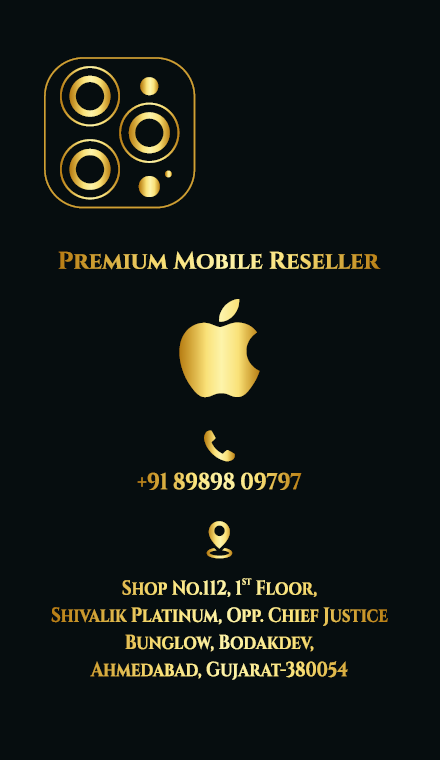 Premium Mobile Reseller
+91 89898 09797
Shop No.112, 1st Floor,
Shivalik Platinum, Opp. Chief Justice
Bunglow, Bodakdev,
Ahmedabad, Gujarat-380054